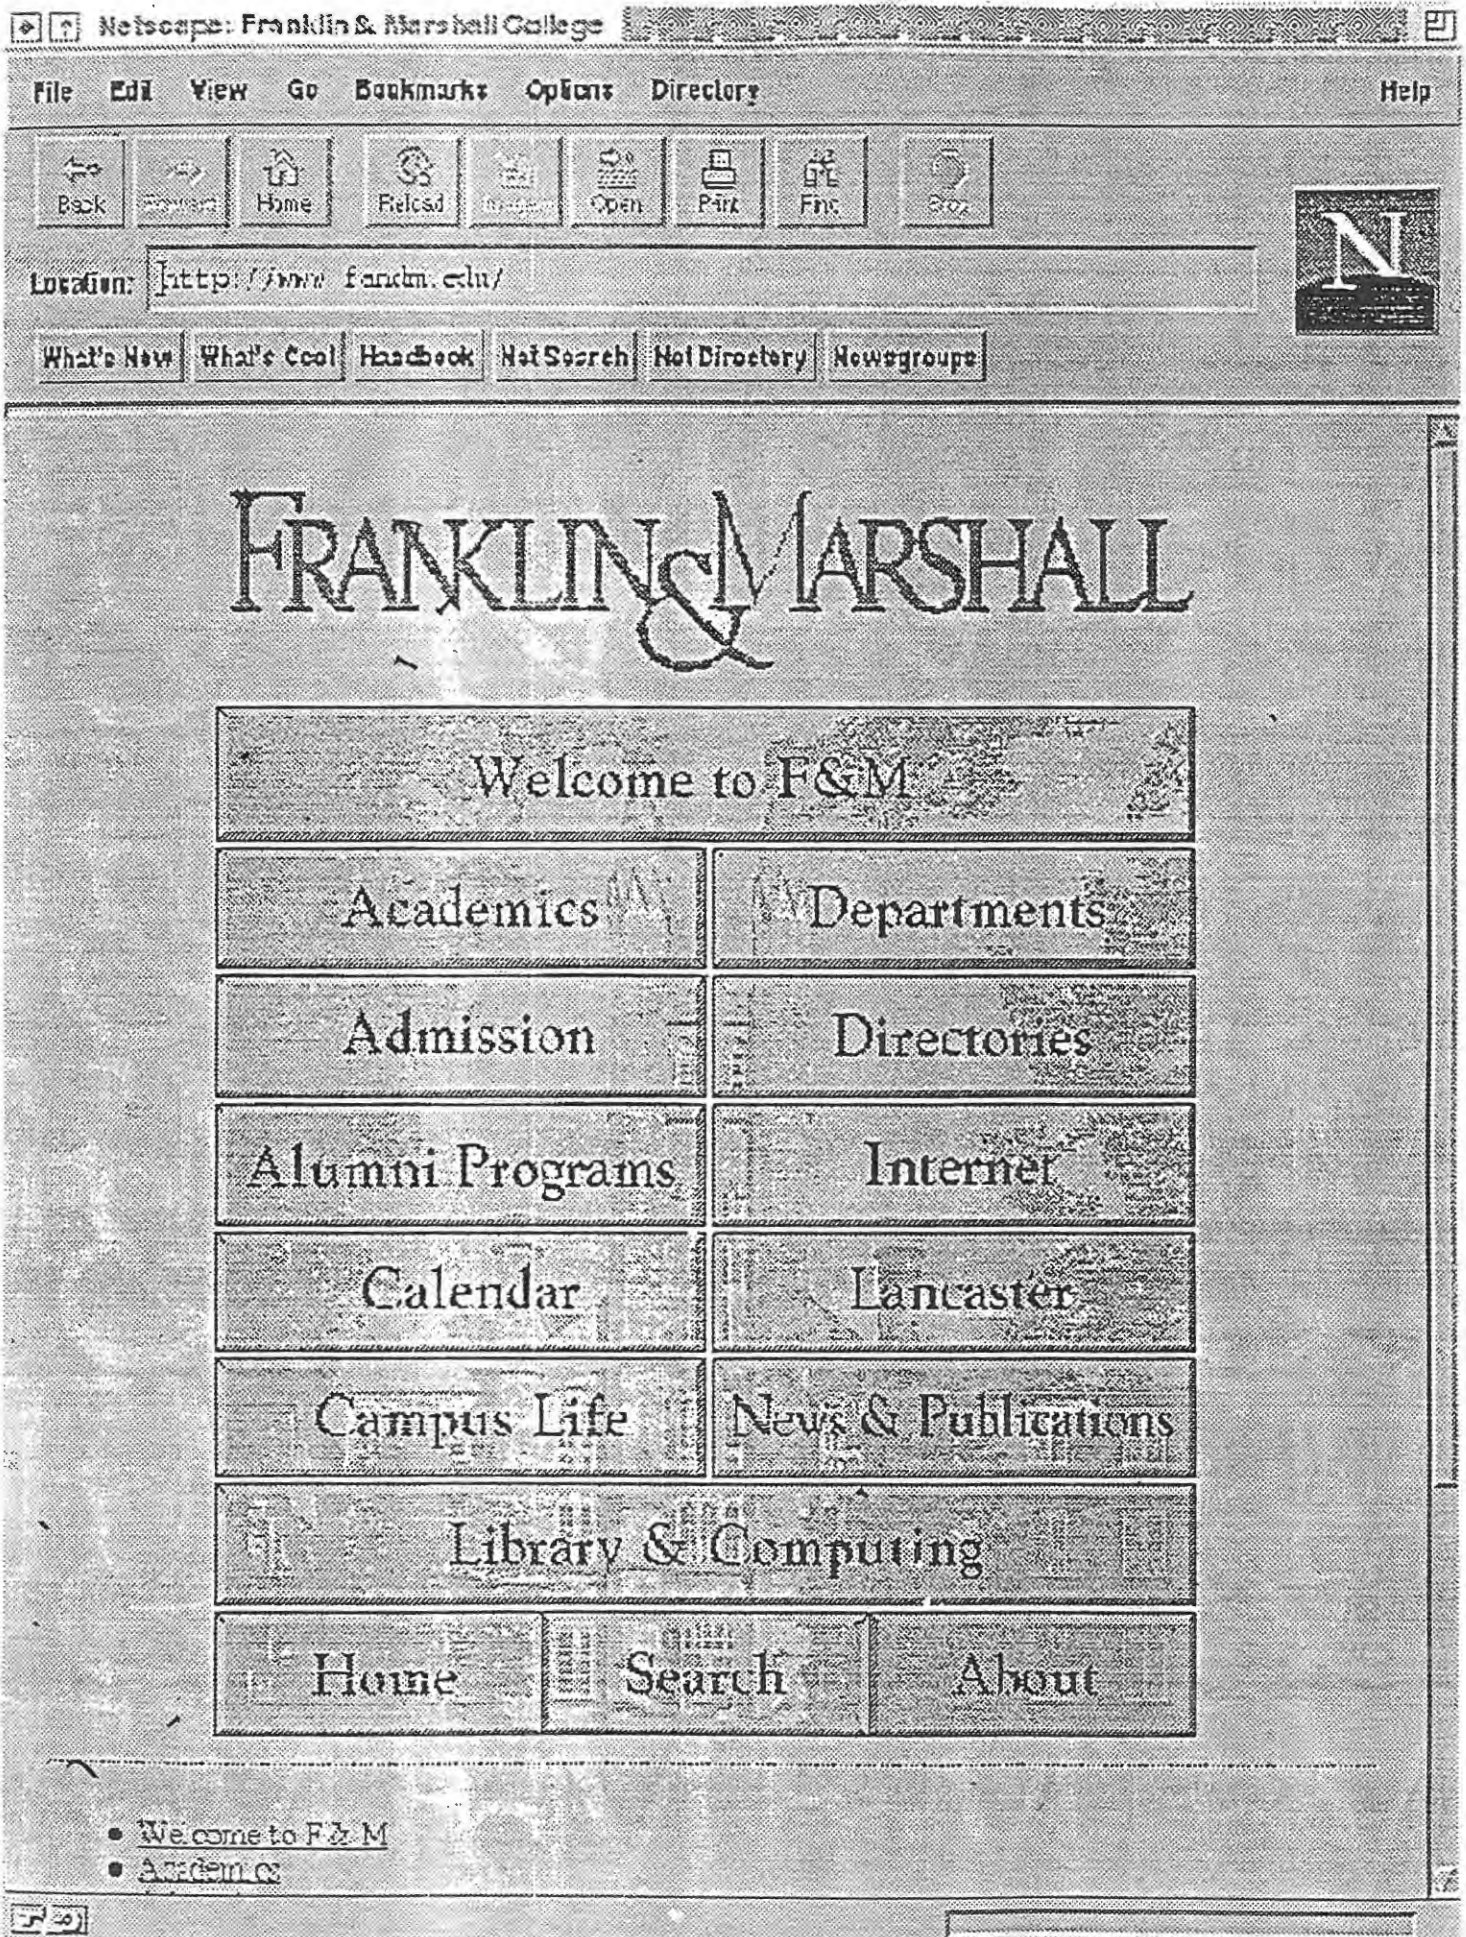 Netscape: Franklin & Marshall College
File Edit View Go Bookmarks Options Directory Help
Back Forward Home Reload Images Open Print Find Stop
N
Location: http://www.fandm.edu/
What's New What's Cool Handbook Net Search Net Directory Newsgroups
FRANKLIN & MARSHALL
Welcome to F&M
Academics Departments
Admission Directories
Alumni Programs Internet
Calendar Lancaster
Campus Life News & Publications
Library & Computing
Home Search About
• Welcome to F & M
• Academics